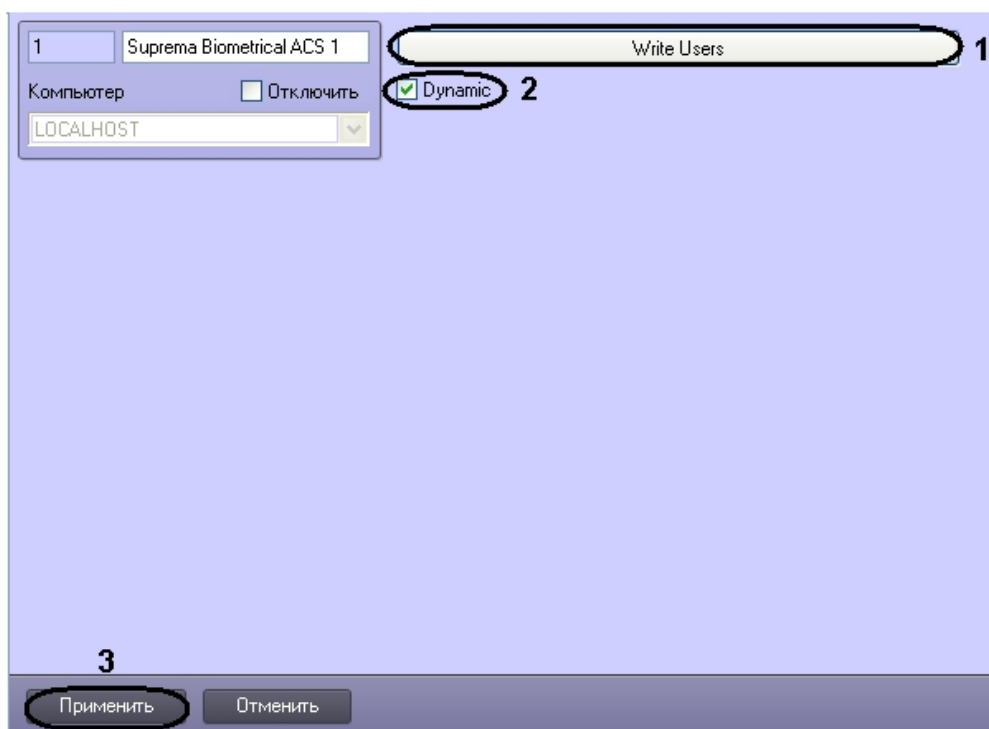 1 Suprema Biometrical ACS 1 Write Users 1
Компьютер Отключить Dynamic 2
LOCALHOST
3
Применить Отменить